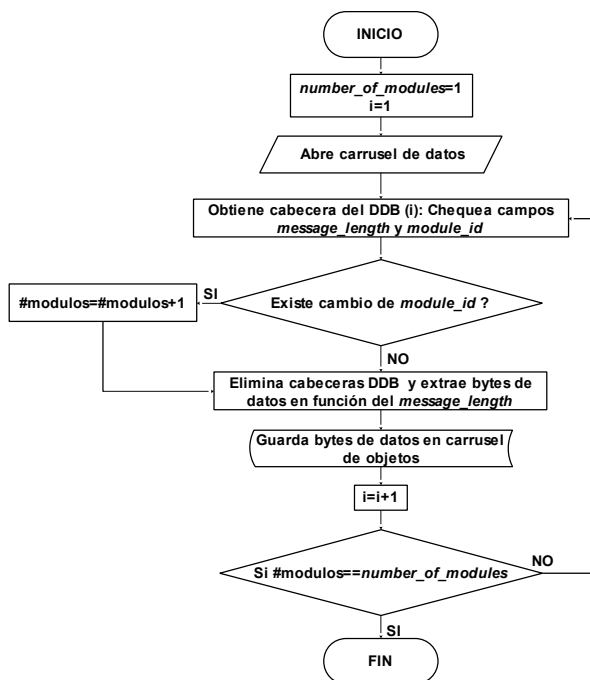 INICIO
number_of_modules=1
i=1
Abre carrusel de datos
Obtiene cabecera del DDB (i): Chequea campos
message_length y module_id
Existe cambio de module_id ?
SI
#modulos=#modulos+1
NO
Elimina cabeceras DDB y extrae bytes de
datos en función del message_length
Guarda bytes de datos en carrusel
de objetos
i=i+1
Si #modulos==number_of_modules
NO
SI
FIN